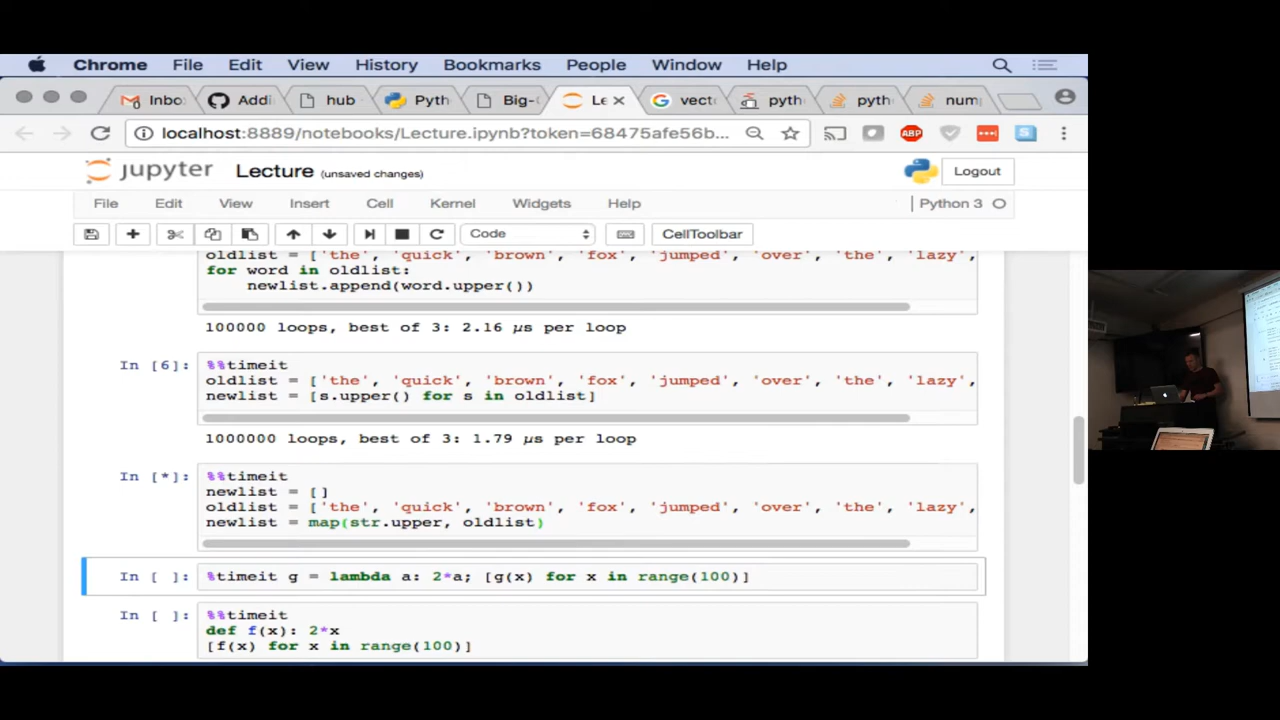 Chrome File Edit View History Bookmarks People Window Help
Inbo Addi hub Pyth Big- Le vect pyth pyth num
localhost:8889/notebooks/Lecture.ipynb?token=68475afe56b... ABP
jupyter Lecture (unsaved changes) Logout
File Edit View Insert Cell Kernel Widgets Help Python 3
Code CellToolbar
oldlist = ['the', 'quick', 'brown', 'fox', 'jumped', 'over', 'the', 'lazy',
for word in oldlist:
newlist.append(word.upper())
100000 loops, best of 3: 2.16 µs per loop
In [6]: %%timeit
oldlist = ['the', 'quick', 'brown', 'fox', 'jumped', 'over', 'the', 'lazy',
newlist = [s.upper() for s in oldlist]
1000000 loops, best of 3: 1.79 µs per loop
In [*]: %%timeit
newlist = []
oldlist = ['the', 'quick', 'brown', 'fox', 'jumped', 'over', 'the', 'lazy',
newlist = map(str.upper, oldlist)
In [ ]: %timeit g = lambda a: 2*a; [g(x) for x in range(100)]
In [ ]: %%timeit
def f(x): 2*x
[f(x) for x in range(100)]